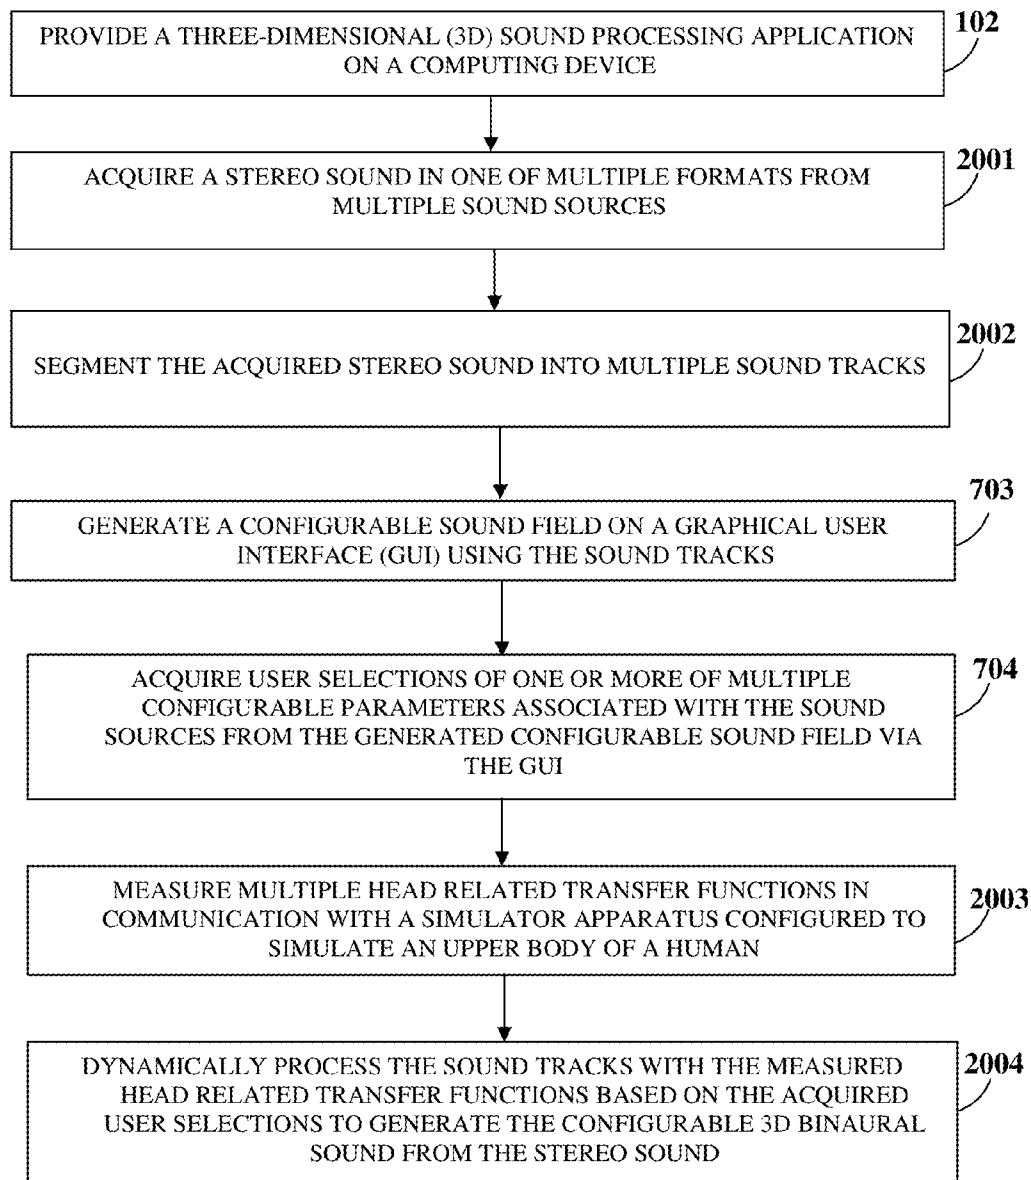 PROVIDE A THREE-DIMENSIONAL (3D) SOUND PROCESSING APPLICATION
ON A COMPUTING DEVICE
102
ACQUIRE A STEREO SOUND IN ONE OF MULTIPLE FORMATS FROM
MULTIPLE SOUND SOURCES
2001
SEGMENT THE ACQUIRED STEREO SOUND INTO MULTIPLE SOUND TRACKS
2002
GENERATE A CONFIGURABLE SOUND FIELD ON A GRAPHICAL USER
INTERFACE (GUI) USING THE SOUND TRACKS
703
ACQUIRE USER SELECTIONS OF ONE OR MORE OF MULTIPLE
CONFIGURABLE PARAMETERS ASSOCIATED WITH THE SOUND
SOURCES FROM THE GENERATED CONFIGURABLE SOUND FIELD VIA
THE GUI
704
MEASURE MULTIPLE HEAD RELATED TRANSFER FUNCTIONS IN
COMMUNICATION WITH A SIMULATOR APPARATUS CONFIGURED TO
SIMULATE AN UPPER BODY OF A HUMAN
2003
DYNAMICALLY PROCESS THE SOUND TRACKS WITH THE MEASURED
HEAD RELATED TRANSFER FUNCTIONS BASED ON THE ACQUIRED
USER SELECTIONS TO GENERATE THE CONFIGURABLE 3D BINAURAL
SOUND FROM THE STEREO SOUND
2004